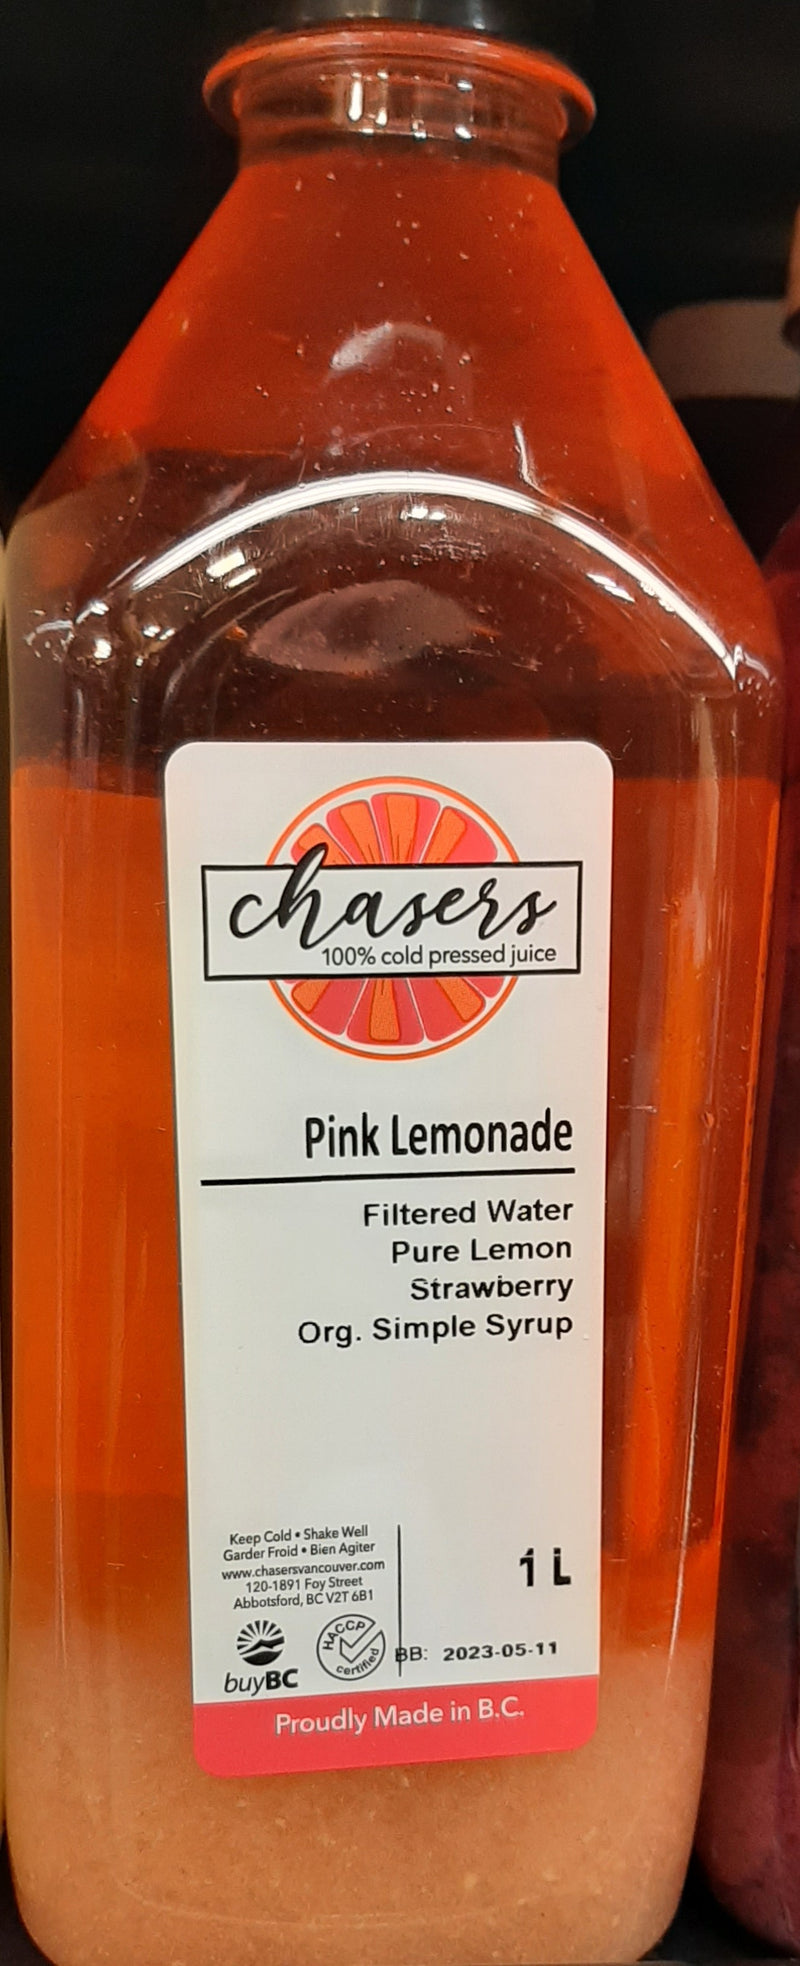 chasers
100% cold pressed juice
Pink Lemonade
Filtered Water
Pure Lemon
Strawberry
Org. Simple Syrup
Keep Cold • Shake Well
Garder Froid • Bien Agiter
www.chasersvancouver.com
120-1891 Foy Street
Abbotsford, BC V2T 6B1
1 L
HACCP
certified
buyBC
BB: 2023-05-11
Proudly Made in B.C.